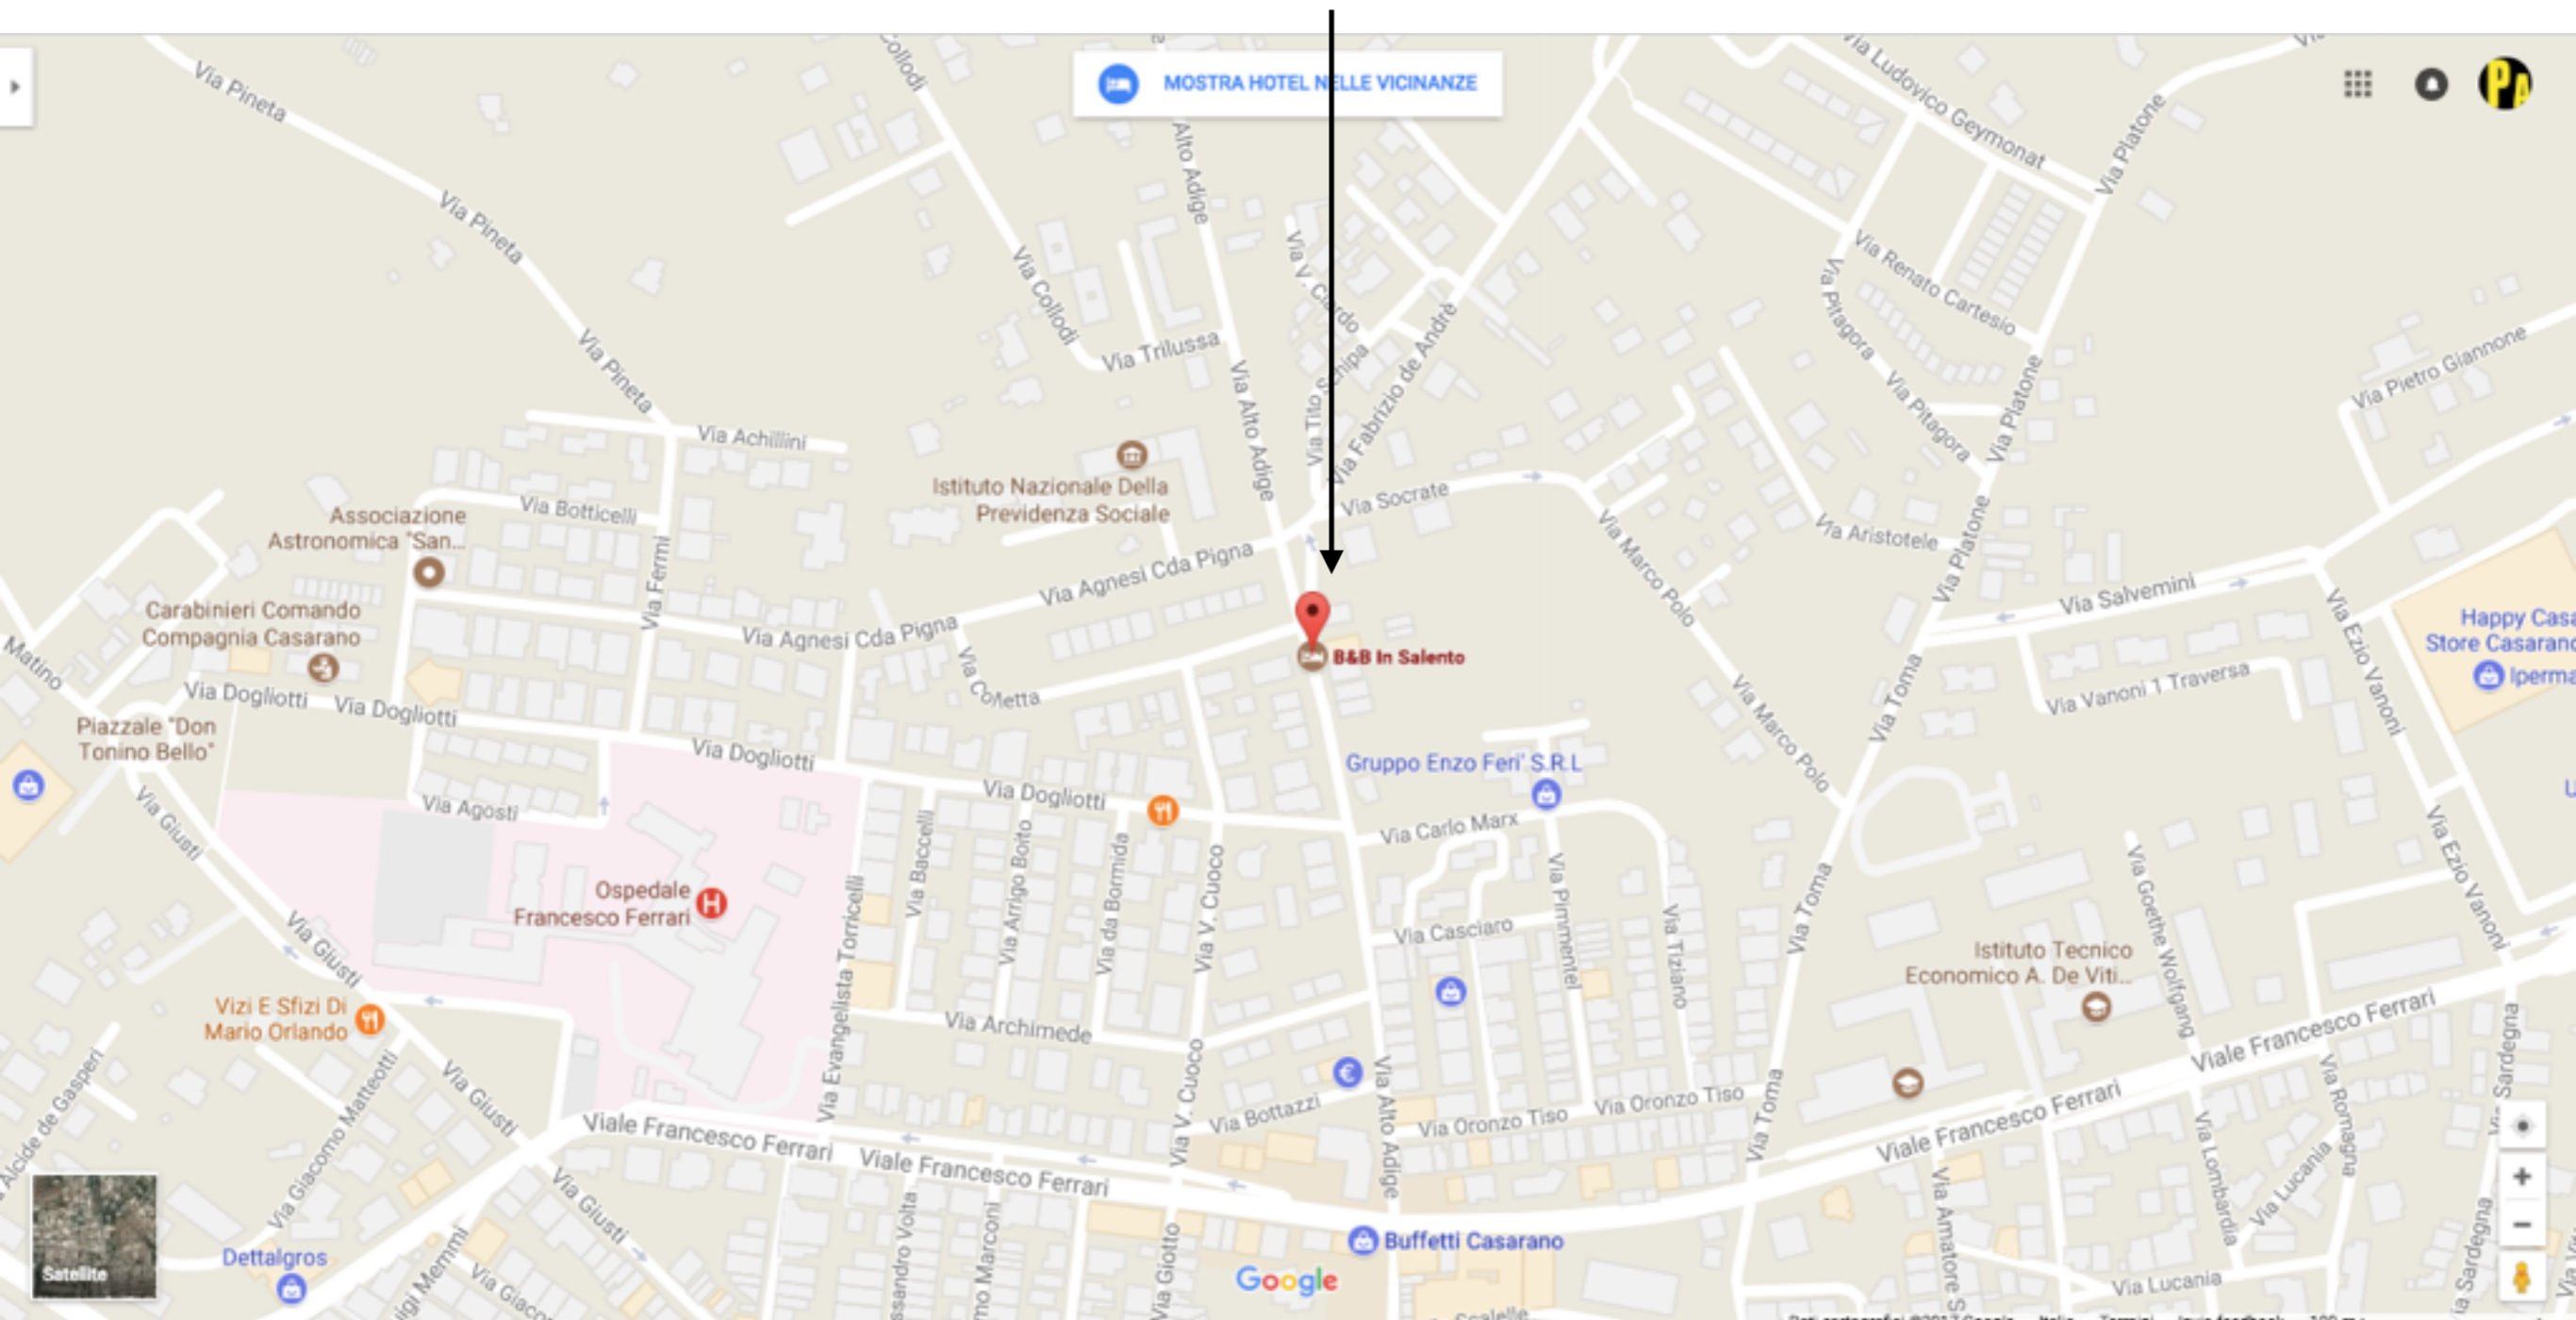 MOSTRA HOTEL NELLE VICINANZE
PA
Via Pineta
Via Pineta
Via Pineta
Collodi
Via Collodi
Alto Adige
Via Alto Adige
Via Trilussa
Via V. Ciardo
Via Tito Schipa
Via Fabrizio de Andrè
Via Ludovico Geymonat
Via Platone
Via Renato Cartesio
Via Pitagora
Via Pitagora
Via Platone
Via Pietro Giannone
Via Achillini
Via Botticelli
Via Fermi
Istituto Nazionale Della
Previdenza Sociale
Via Socrate
Via Marco Polo
Via Aristotele
Via Platone
Associazione
Astronomica "San...
Carabinieri Comando
Compagnia Casarano
Via Agnesi Cda Pigna
Via Agnesi Cda Pigna
Via Colletta
B&B In Salento
Via Salvemini
Via Vanoni 1 Traversa
Via Ezio Vanoni
Happy Casa
Store Casarano
Iperma
Matino
Via Dogliotti
Via Dogliotti
Piazzale "Don
Tonino Bello"
Via Dogliotti
Via Dogliotti
Via Agosti
Via Giusti
Via Marco Polo
Via Toma
Gruppo Enzo Feri' S.R.L
Via Carlo Marx
Via Casciaro
Via Pimmentel
Via Tiziano
Via Toma
Via Goethe Wolfgang
Via Ezio Vanoni
Ospedale
Francesco Ferrari
Via Evangelista Torricelli
Via Baccelli
Via Arrigo Boito
Via da Bormida
Via V. Cuoco
Via Archimede
Via Giusti
Vizi E Sfizi Di
Mario Orlando
Istituto Tecnico
Economico A. De Viti...
Viale Francesco Ferrari
Via Sardegna
Alcide de Gasperi
Via Giacomo Matteotti
Via Giusti
Via V. Cuoco
Via Bottazzi
Via Alto Adige
Via Oronzo Tiso
Via Oronzo Tiso
Via Toma
Viale Francesco Ferrari
Viale Francesco Ferrari
Viale Francesco Ferrari
Via Romagna
Via Lombardia
Via Lucania
Via Amatore S
Via Lucania
Sardegna
Via Giusti
Satellite
Dettalgros
Via Giotto
Buffetti Casarano
Google